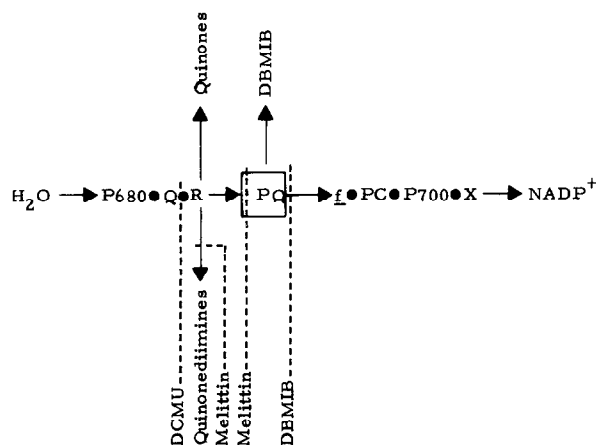 Quinones
DBMIB
H₂O → P680●Q●R → PQ → f●PC●P700●X → NADP⁺
DCMU
Quinonediimines
Melittin
Melittin
DBMIB